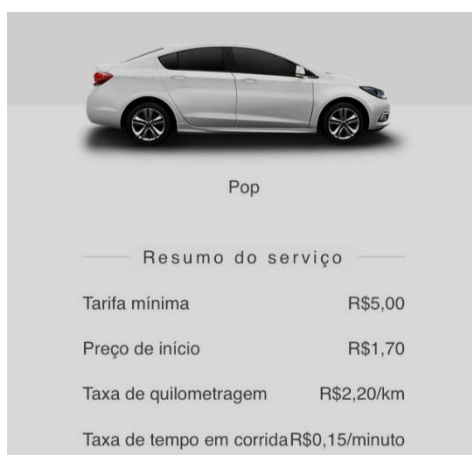 Pop
Resumo do serviço
Tarifa mínima R$5,00
Preço de início R$1,70
Taxa de quilometragem R$2,20/km
Taxa de tempo em corridaR$0,15/minuto